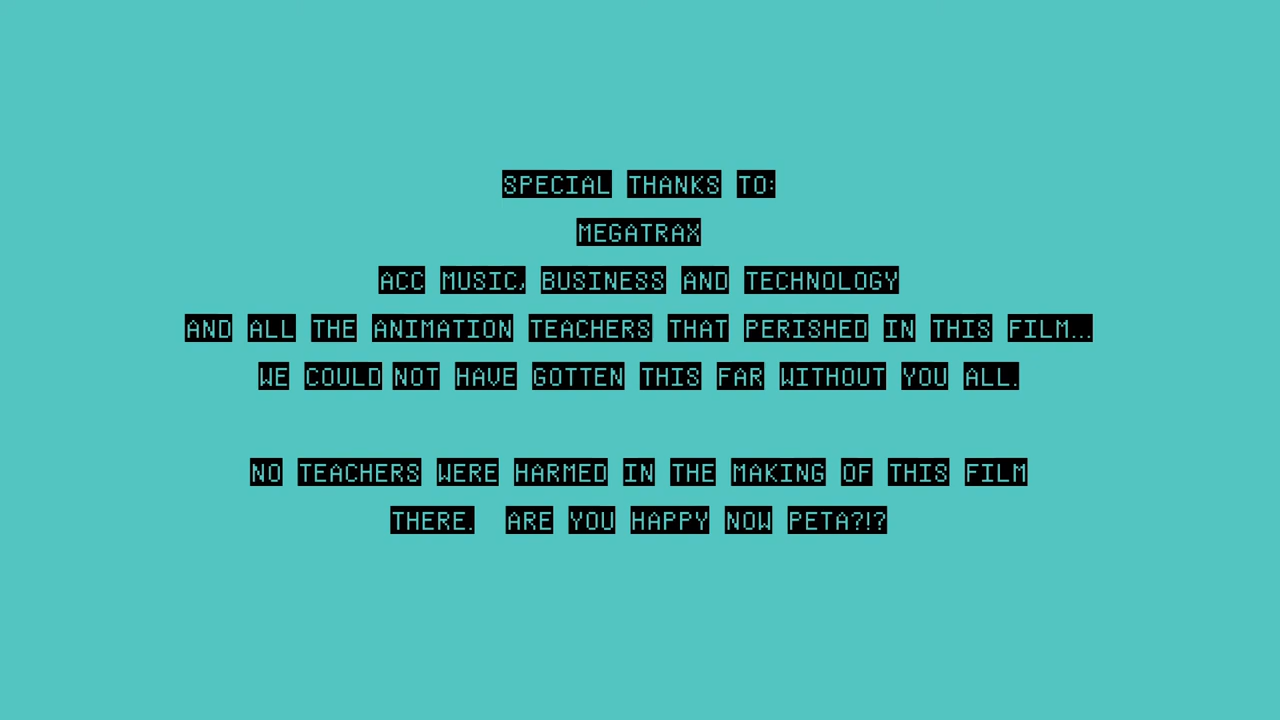 SPECIAL THANKS TO:
MEGATRAX
ACC MUSIC, BUSINESS AND TECHNOLOGY
AND ALL THE ANIMATION TEACHERS THAT PERISHED IN THIS FILM...
WE COULD NOT HAVE GOTTEN THIS FAR WITHOUT YOU ALL.
NO TEACHERS WERE HARMED IN THE MAKING OF THIS FILM
THERE.  ARE YOU HAPPY NOW PETA?!?